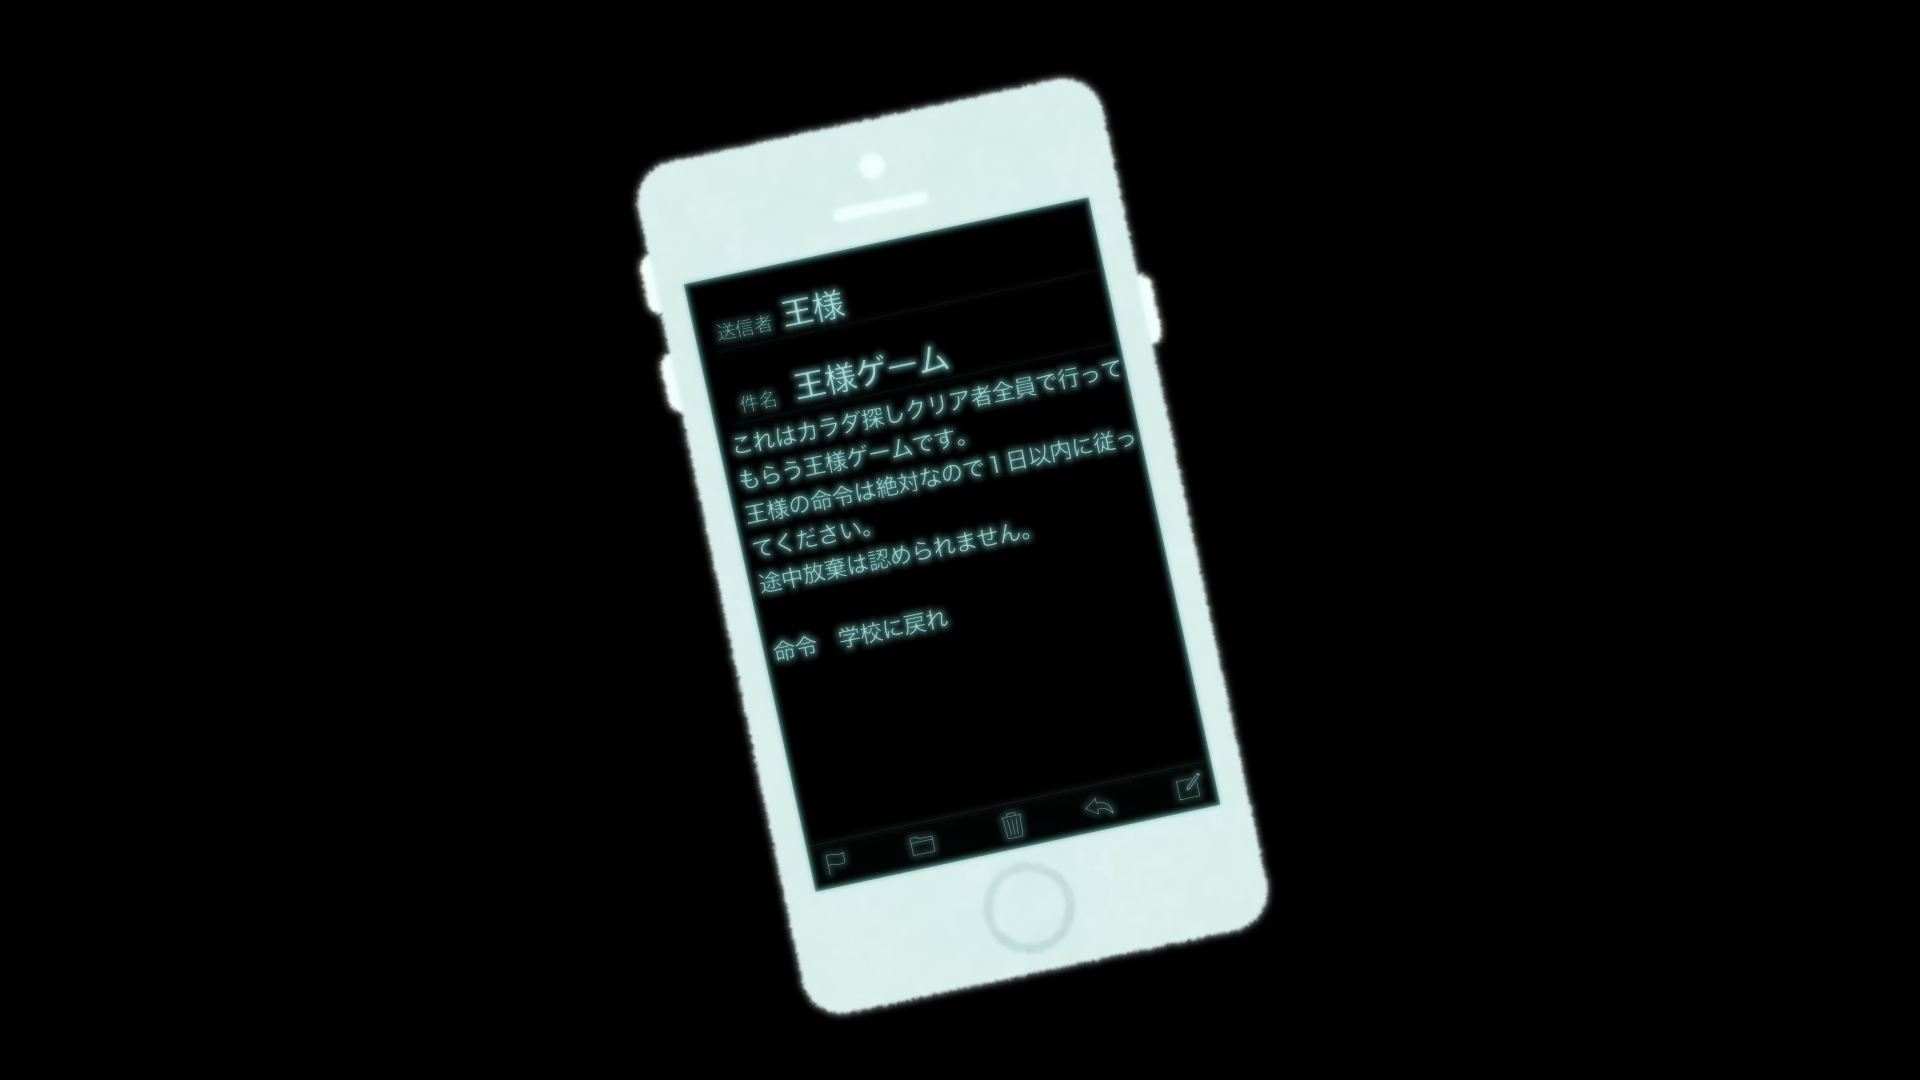 送信者 王様
件名 王様ゲーム
これはカラダ探しクリア者全員で行って
もらう王様ゲームです。
王様の命令は絶対なので１日以内に従っ
てください。
途中放棄は認められません。
命令　学校に戻れ